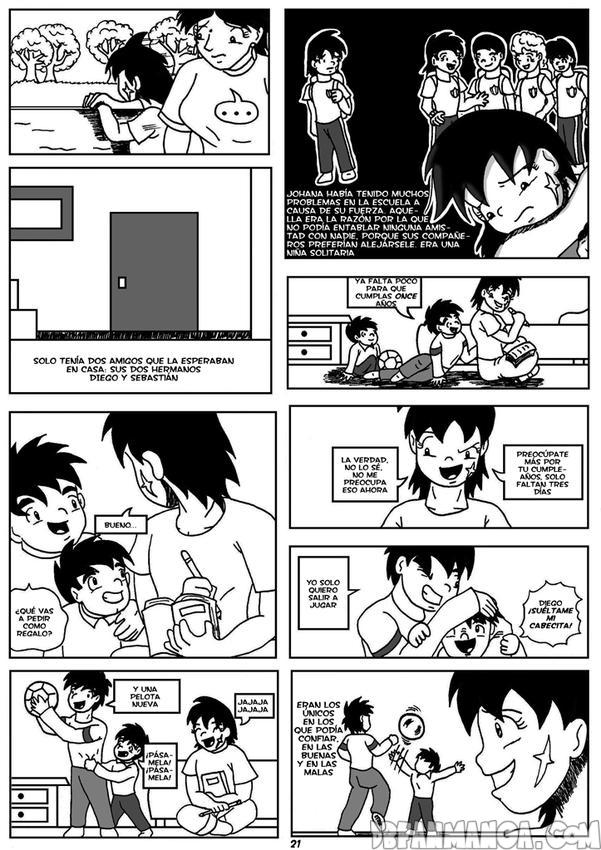 ...
JOHANA HABÍA TENIDO MUCHOS
PROBLEMAS EN LA ESCUELA A
CAUSA DE SU FUERZA. AQUE-
LLA ERA LA RAZÓN POR LA QUE
NO PODÍA ENTABLAR NINGUNA AMIS-
TAD CON NADIE, PORQUE SUS COMPAÑE-
ROS PREFERÍAN ALEJÁRSELE. ERA UNA
NIÑA SOLITARIA
SOLO TENÍA DOS AMIGOS QUE LA ESPERABAN
EN CASA: SUS DOS HERMANOS
DIEGO Y SEBASTIÁN
YA FALTA POCO
PARA QUE
CUMPLAS ONCE
AÑOS
¿QUÉ VAS
A PEDIR
COMO
REGALO?
BUENO...
LA VERDAD,
NO LO SÉ,
NO ME
PREOCUPA
ESO AHORA
PREOCÚPATE
MÁS POR
TU CUMPLE-
AÑOS, SOLO
FALTAN TRES
DÍAS
YO SOLO
QUIERO
SALIR A
JUGAR
DIEGO
¡SUÉLTAME
MI
CABECITA!
Y UNA
PELOTA
NUEVA
¡PÁSA-
MELA!
¡PÁSA-
MELA!
JAJAJA
JAJAJA
ERAN LOS
ÚNICOS
EN LOS
QUE PODÍA
CONFIAR,
EN LAS
BUENAS
Y EN LAS
MALAS
21
DBFANMANGA.COM